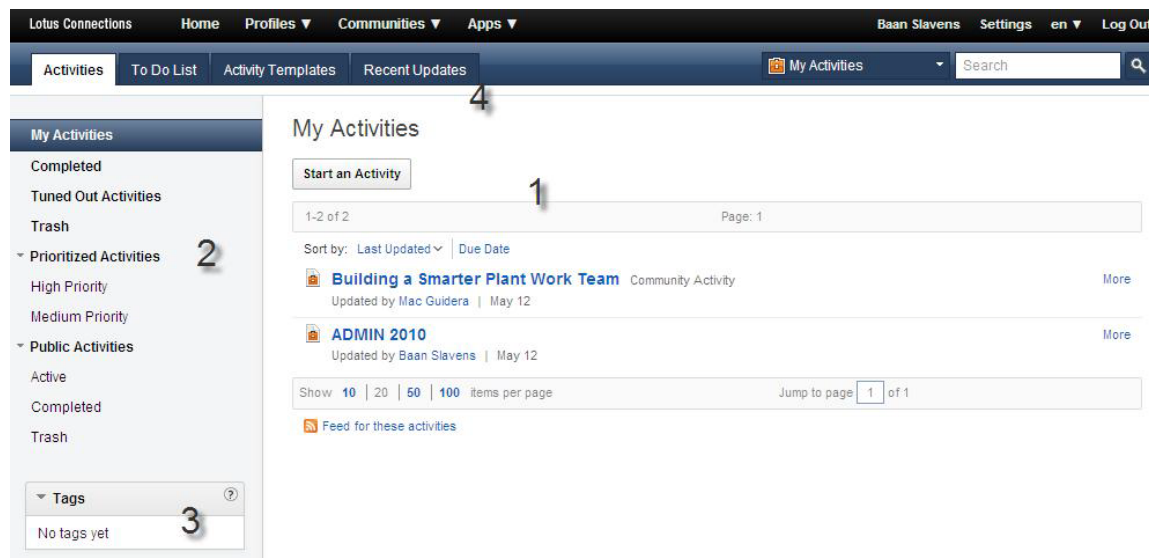 Lotus Connections Home Profiles ▼ Communities ▼ Apps ▼ Baan Slavens Settings en ▼ Log Out
Activities To Do List Activity Templates Recent Updates My Activities Search
4
My Activities
Completed
Tuned Out Activities
Trash
Prioritized Activities
2
High Priority
Medium Priority
Public Activities
Active
Completed
Trash
Tags ?
No tags yet
3
My Activities
Start an Activity
1
1-2 of 2 Page: 1
Sort by: Last Updated Due Date
Building a Smarter Plant Work Team Community Activity More
Updated by Mac Guidera | May 12
ADMIN 2010 More
Updated by Baan Slavens | May 12
Show 10 | 20 | 50 | 100 items per page Jump to page 1 of 1
Feed for these activities